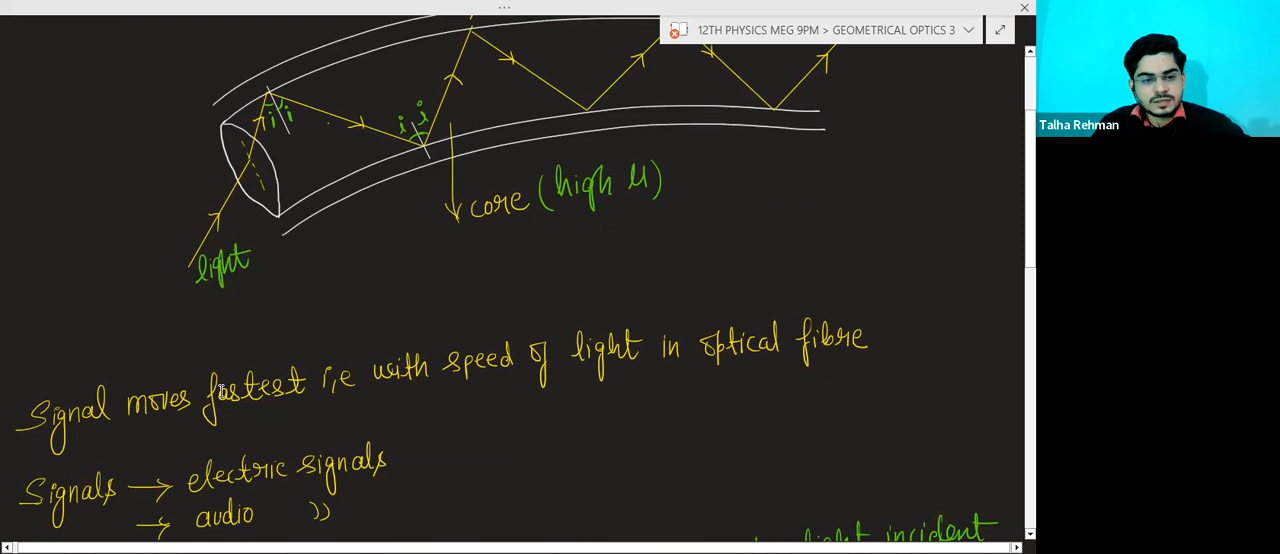 12TH PHYSICS MEG 9PM > GEOMETRICAL OPTICS 3
Talha Rehman
i i
i i
core (high μ)
light
Signal moves fastest i,e with speed of light in optical fibre
Signals → electric signals
→ audio ))
light incident